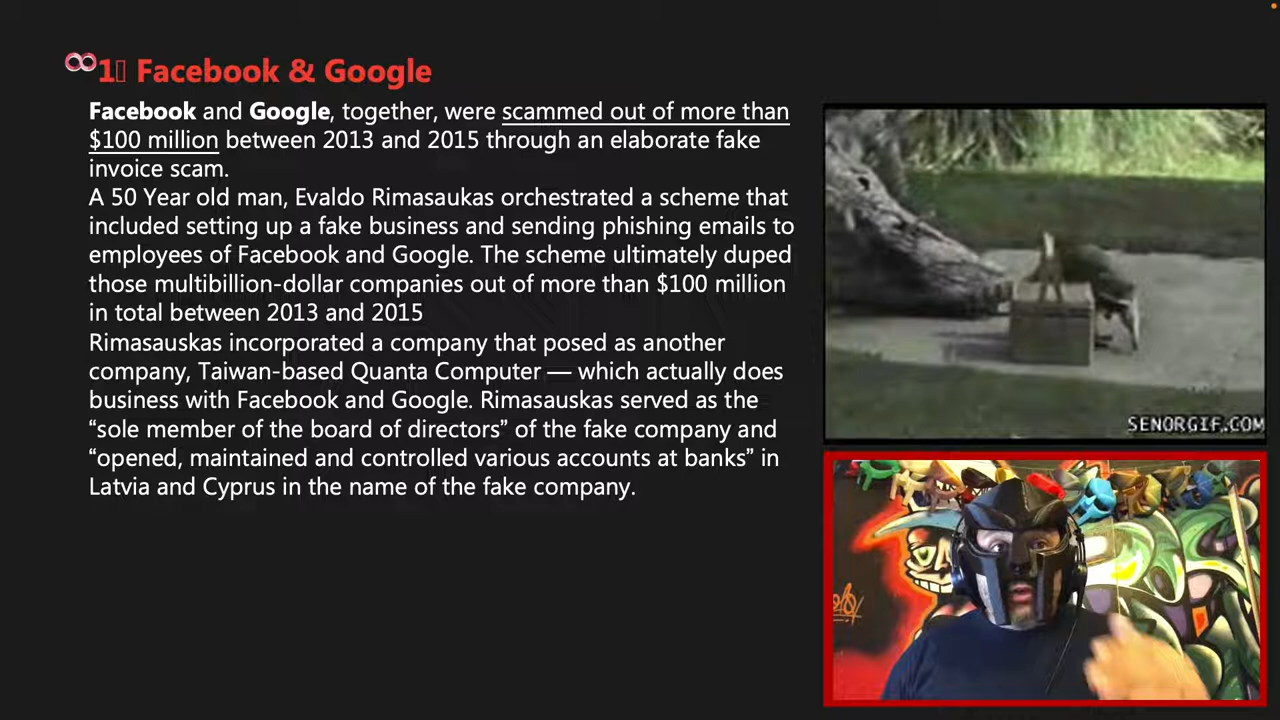 1 Facebook & Google
Facebook and Google, together, were scammed out of more than
$100 million between 2013 and 2015 through an elaborate fake
invoice scam.
A 50 Year old man, Evaldo Rimasaukas orchestrated a scheme that
included setting up a fake business and sending phishing emails to
employees of Facebook and Google. The scheme ultimately duped
those multibillion-dollar companies out of more than $100 million
in total between 2013 and 2015
Rimasauskas incorporated a company that posed as another
company, Taiwan-based Quanta Computer — which actually does
business with Facebook and Google. Rimasauskas served as the
“sole member of the board of directors” of the fake company and
“opened, maintained and controlled various accounts at banks” in
Latvia and Cyprus in the name of the fake company.
SENORGIF.COM